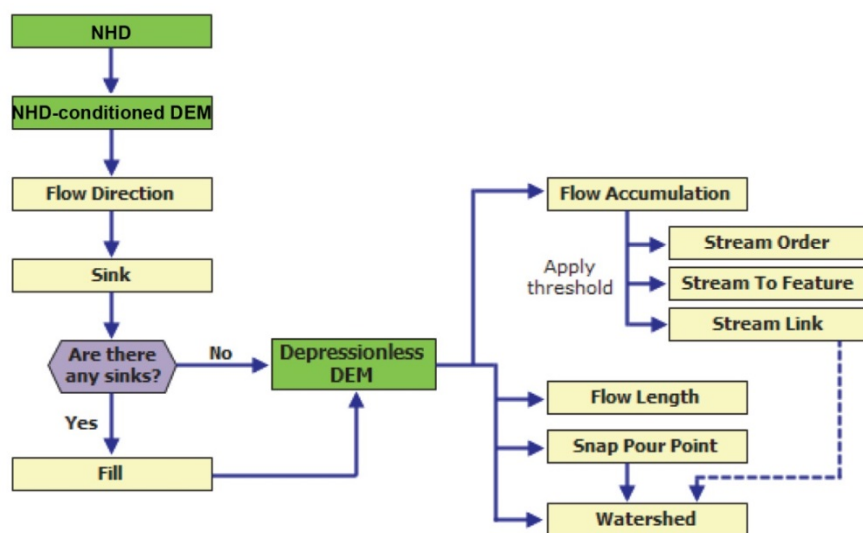 NHD
NHD-conditioned DEM
Flow Direction
Sink
Are there
any sinks?
No
Yes
Fill
Depressionless
DEM
Flow Accumulation
Apply
threshold
Stream Order
Stream To Feature
Stream Link
Flow Length
Snap Pour Point
Watershed